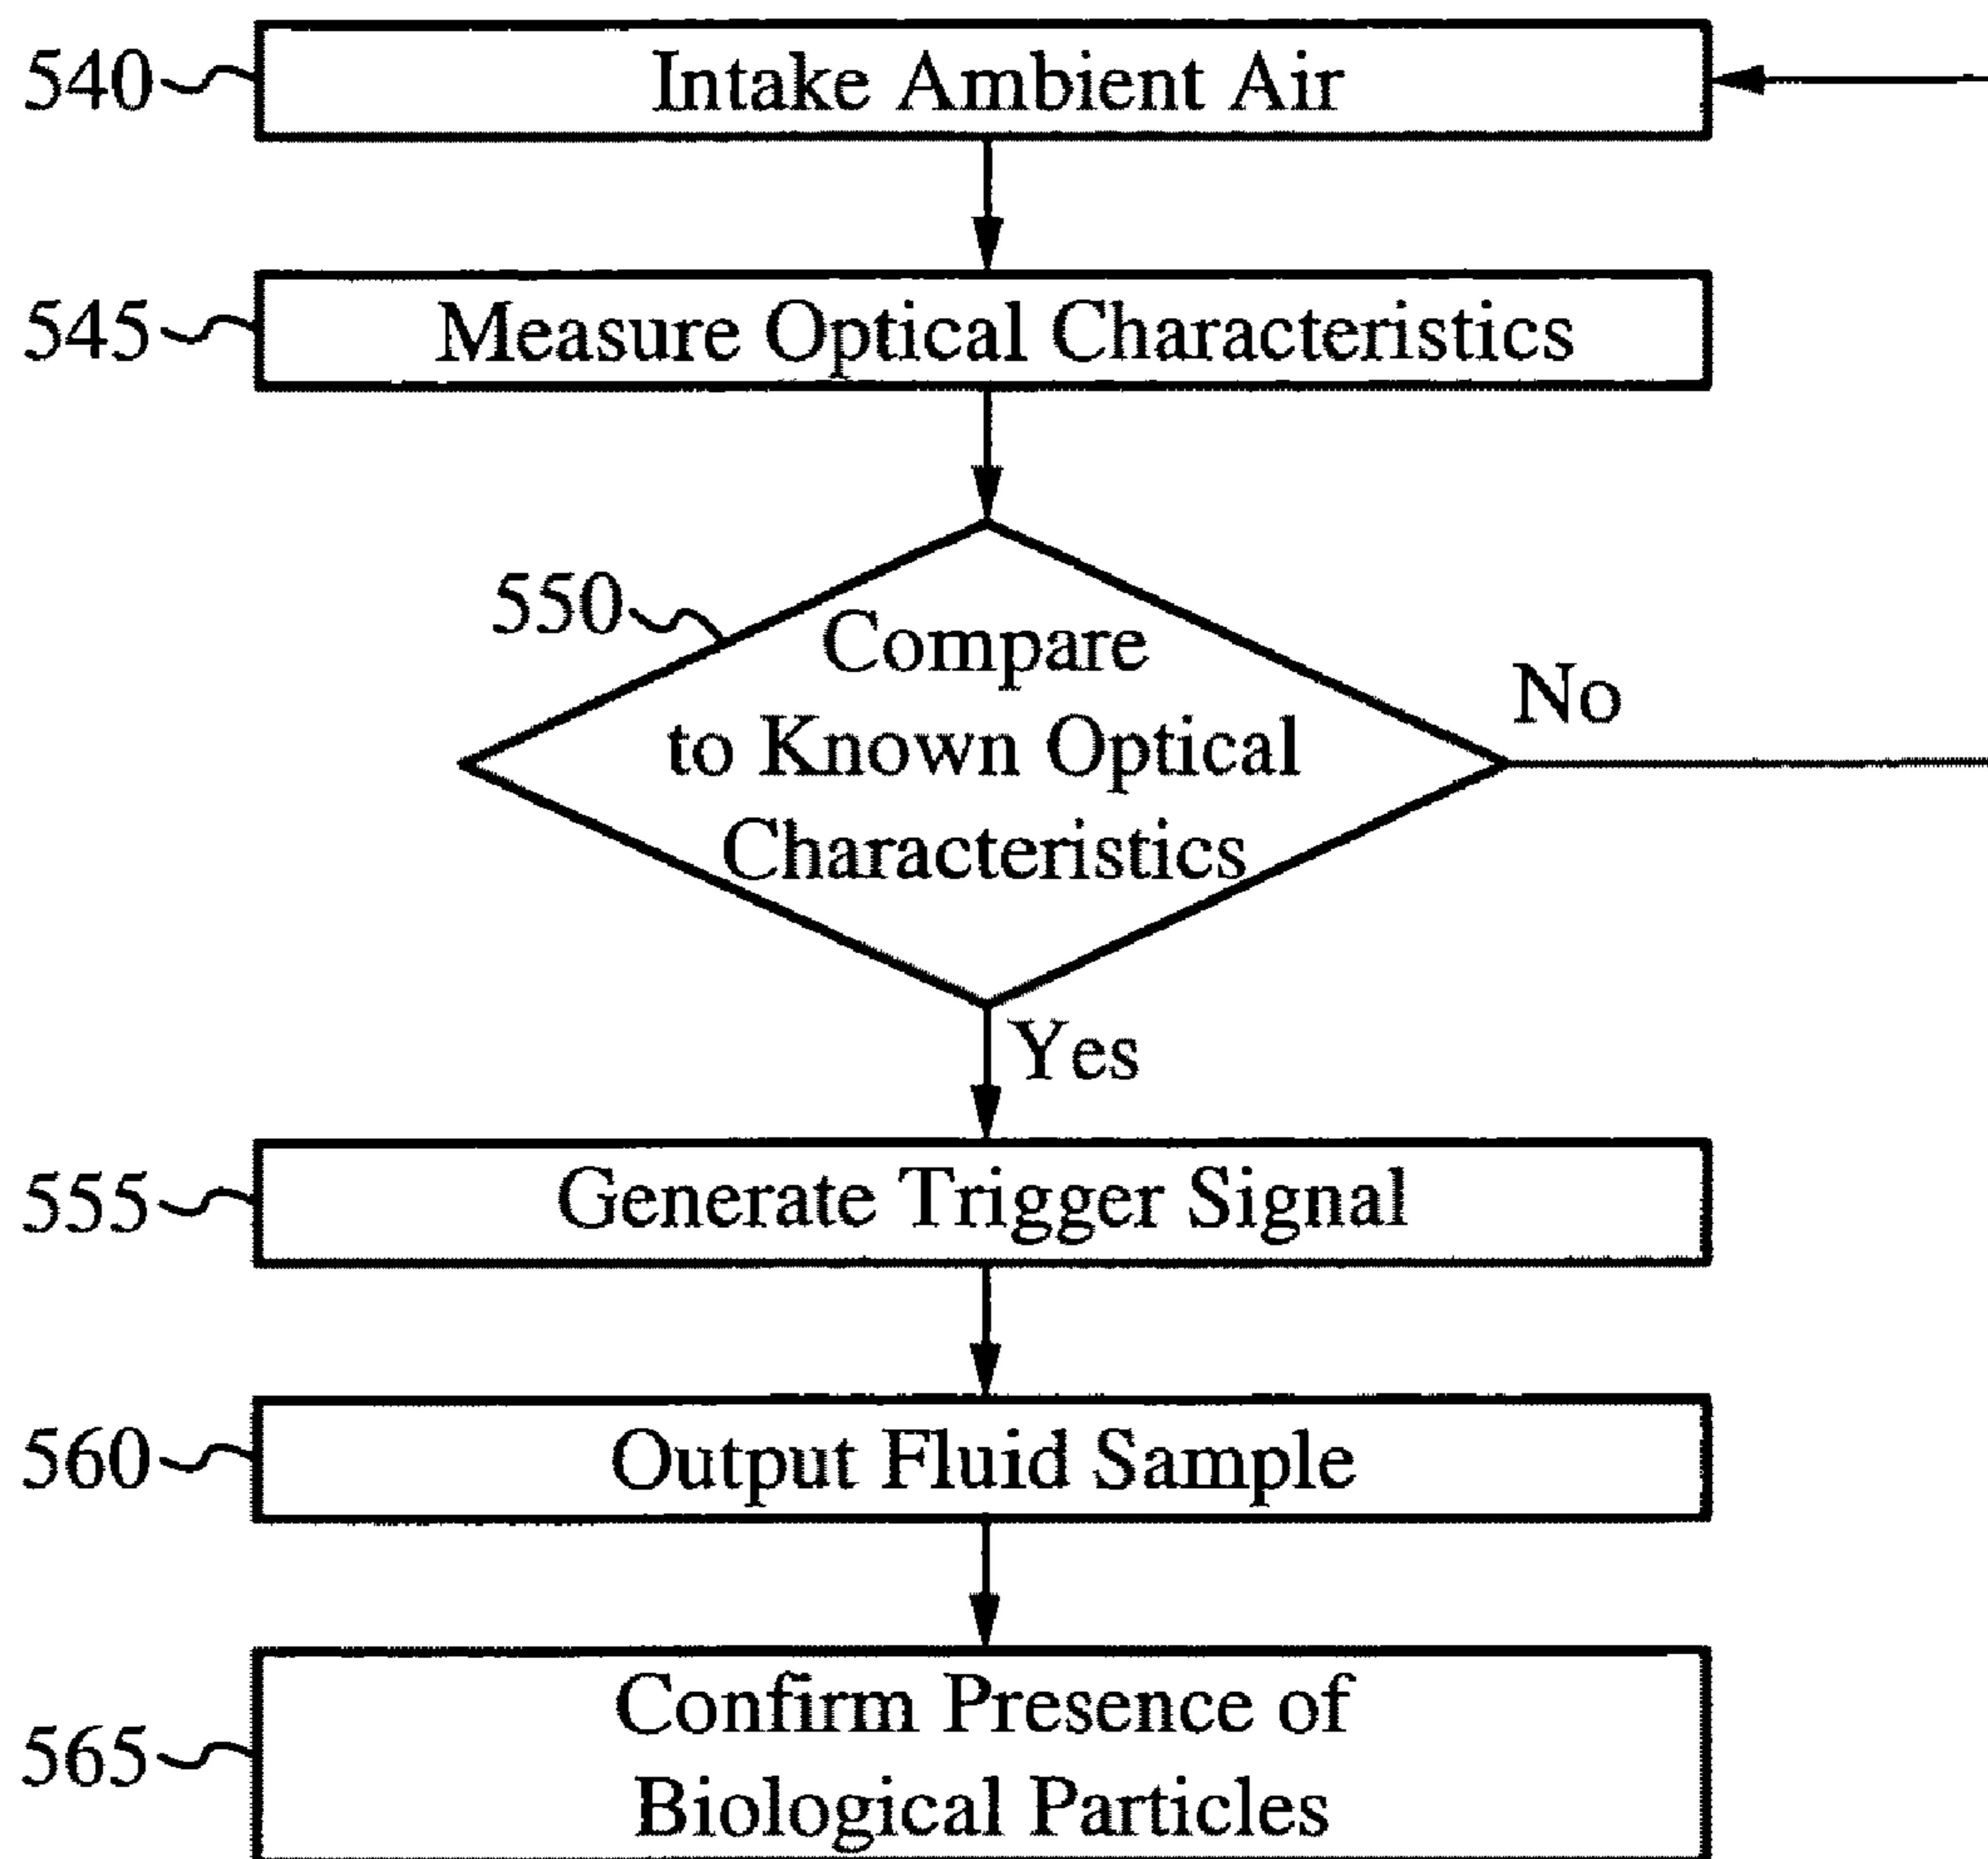 540
Intake Ambient Air
545
Measure Optical Characteristics
550
Compare
to Known Optical
Characteristics
No
Yes
555
Generate Trigger Signal
560
Output Fluid Sample
565
Confirm Presence of
Biological Particles